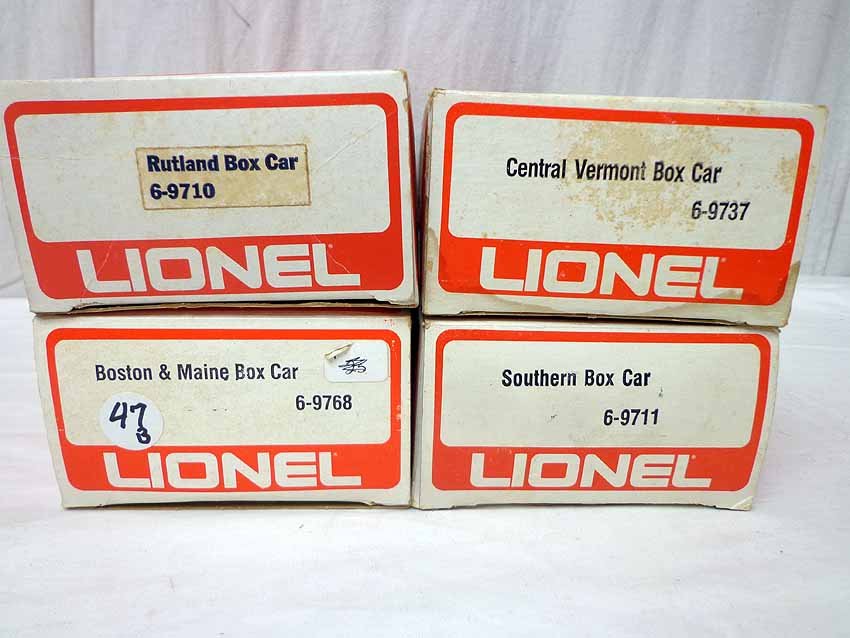 Rutland Box Car
6-9710
LIONEL
Central Vermont Box Car
6-9737
LIONEL
Boston & Maine Box Car
6-9768
47
B
LIONEL
Southern Box Car
6-9711
LIONEL